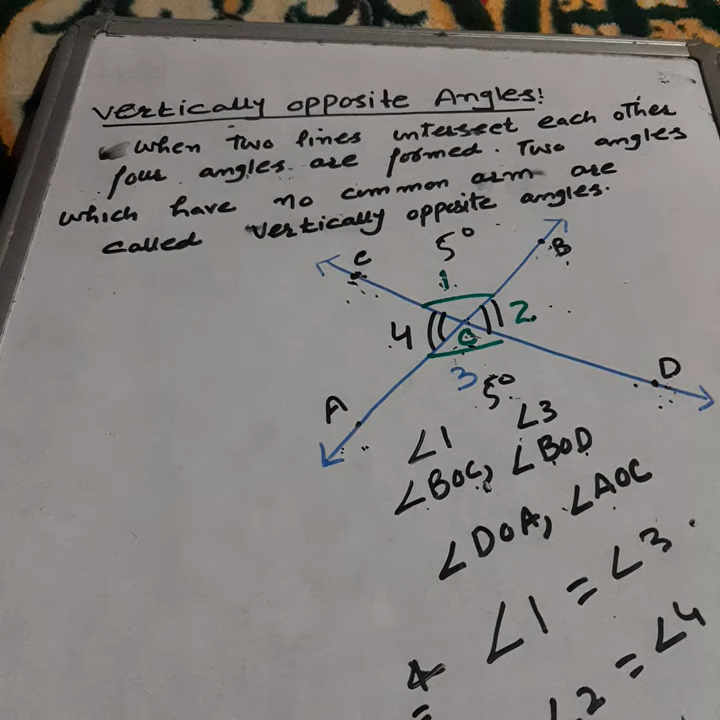 Vertically opposite Angles!
When two lines intersect each other
four angles are formed. Two angles
which have no common arm are
called vertically opposite angles.
5°
C
B
1
4
2
O
3
5°
D
A
∠1 ∠3
∠BOC, ∠BOD
∠DOA, ∠AOC
∠1 = ∠3.
∠2 = ∠4